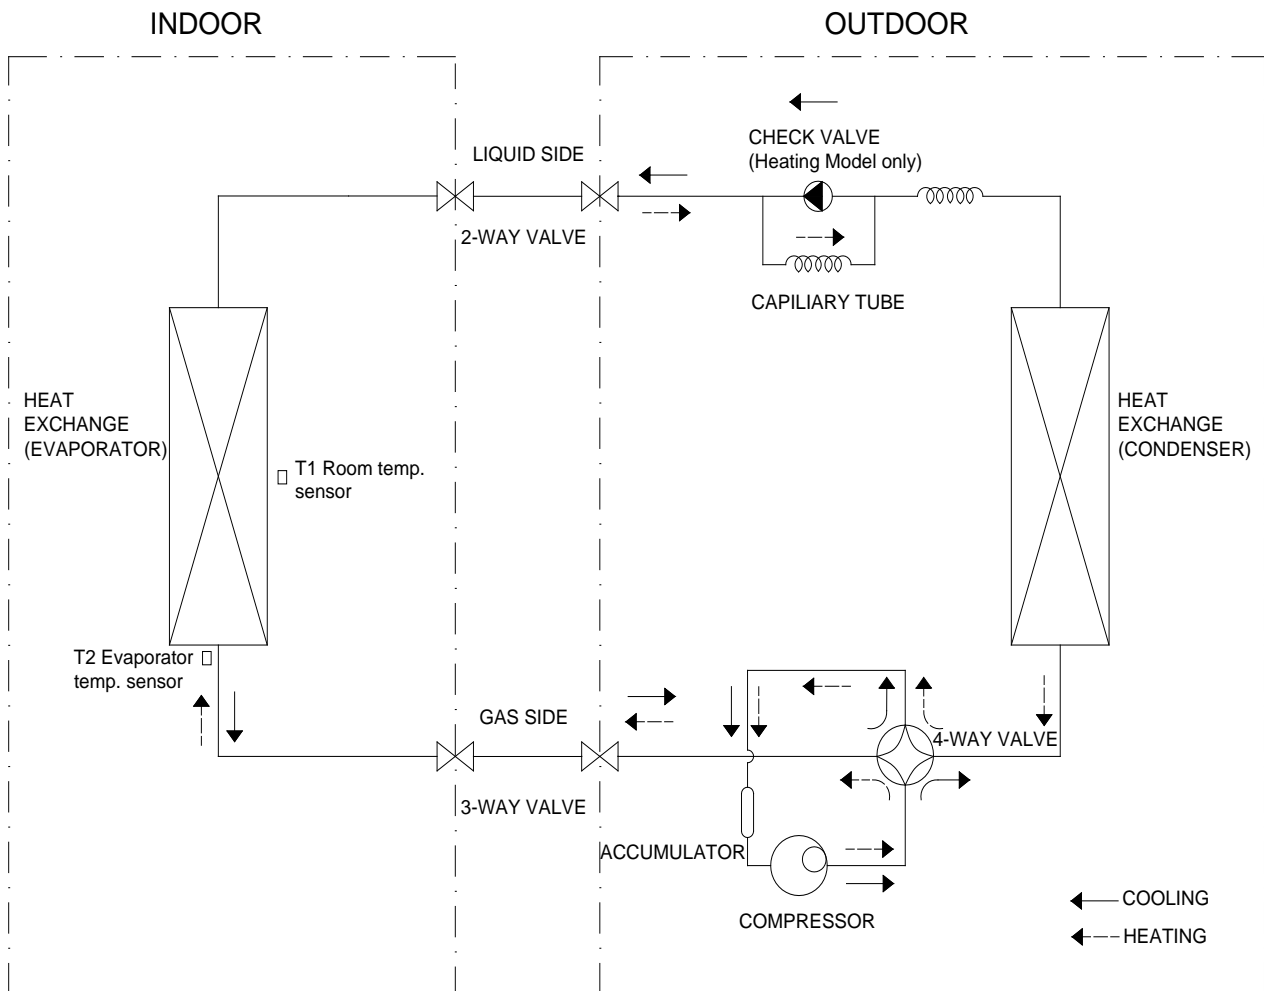 INDOOR
OUTDOOR
CHECK VALVE
(Heating Model only)
LIQUID SIDE
2-WAY VALVE
CAPILIARY TUBE
HEAT
EXCHANGE
(EVAPORATOR)
T1 Room temp.
sensor
HEAT
EXCHANGE
(CONDENSER)
T2 Evaporator
temp. sensor
GAS SIDE
4-WAY VALVE
3-WAY VALVE
ACCUMULATOR
COMPRESSOR
COOLING
HEATING